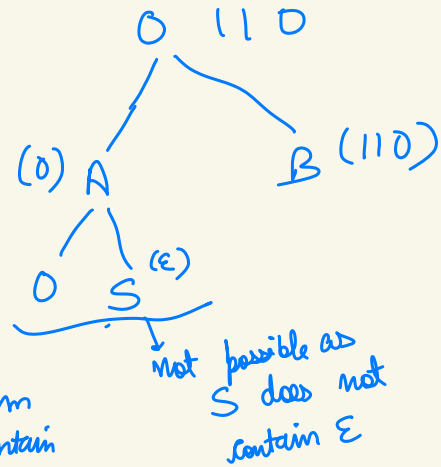 0 110
(0) A B (110)
0 S (ε)
not possible as
S does not
contain ε